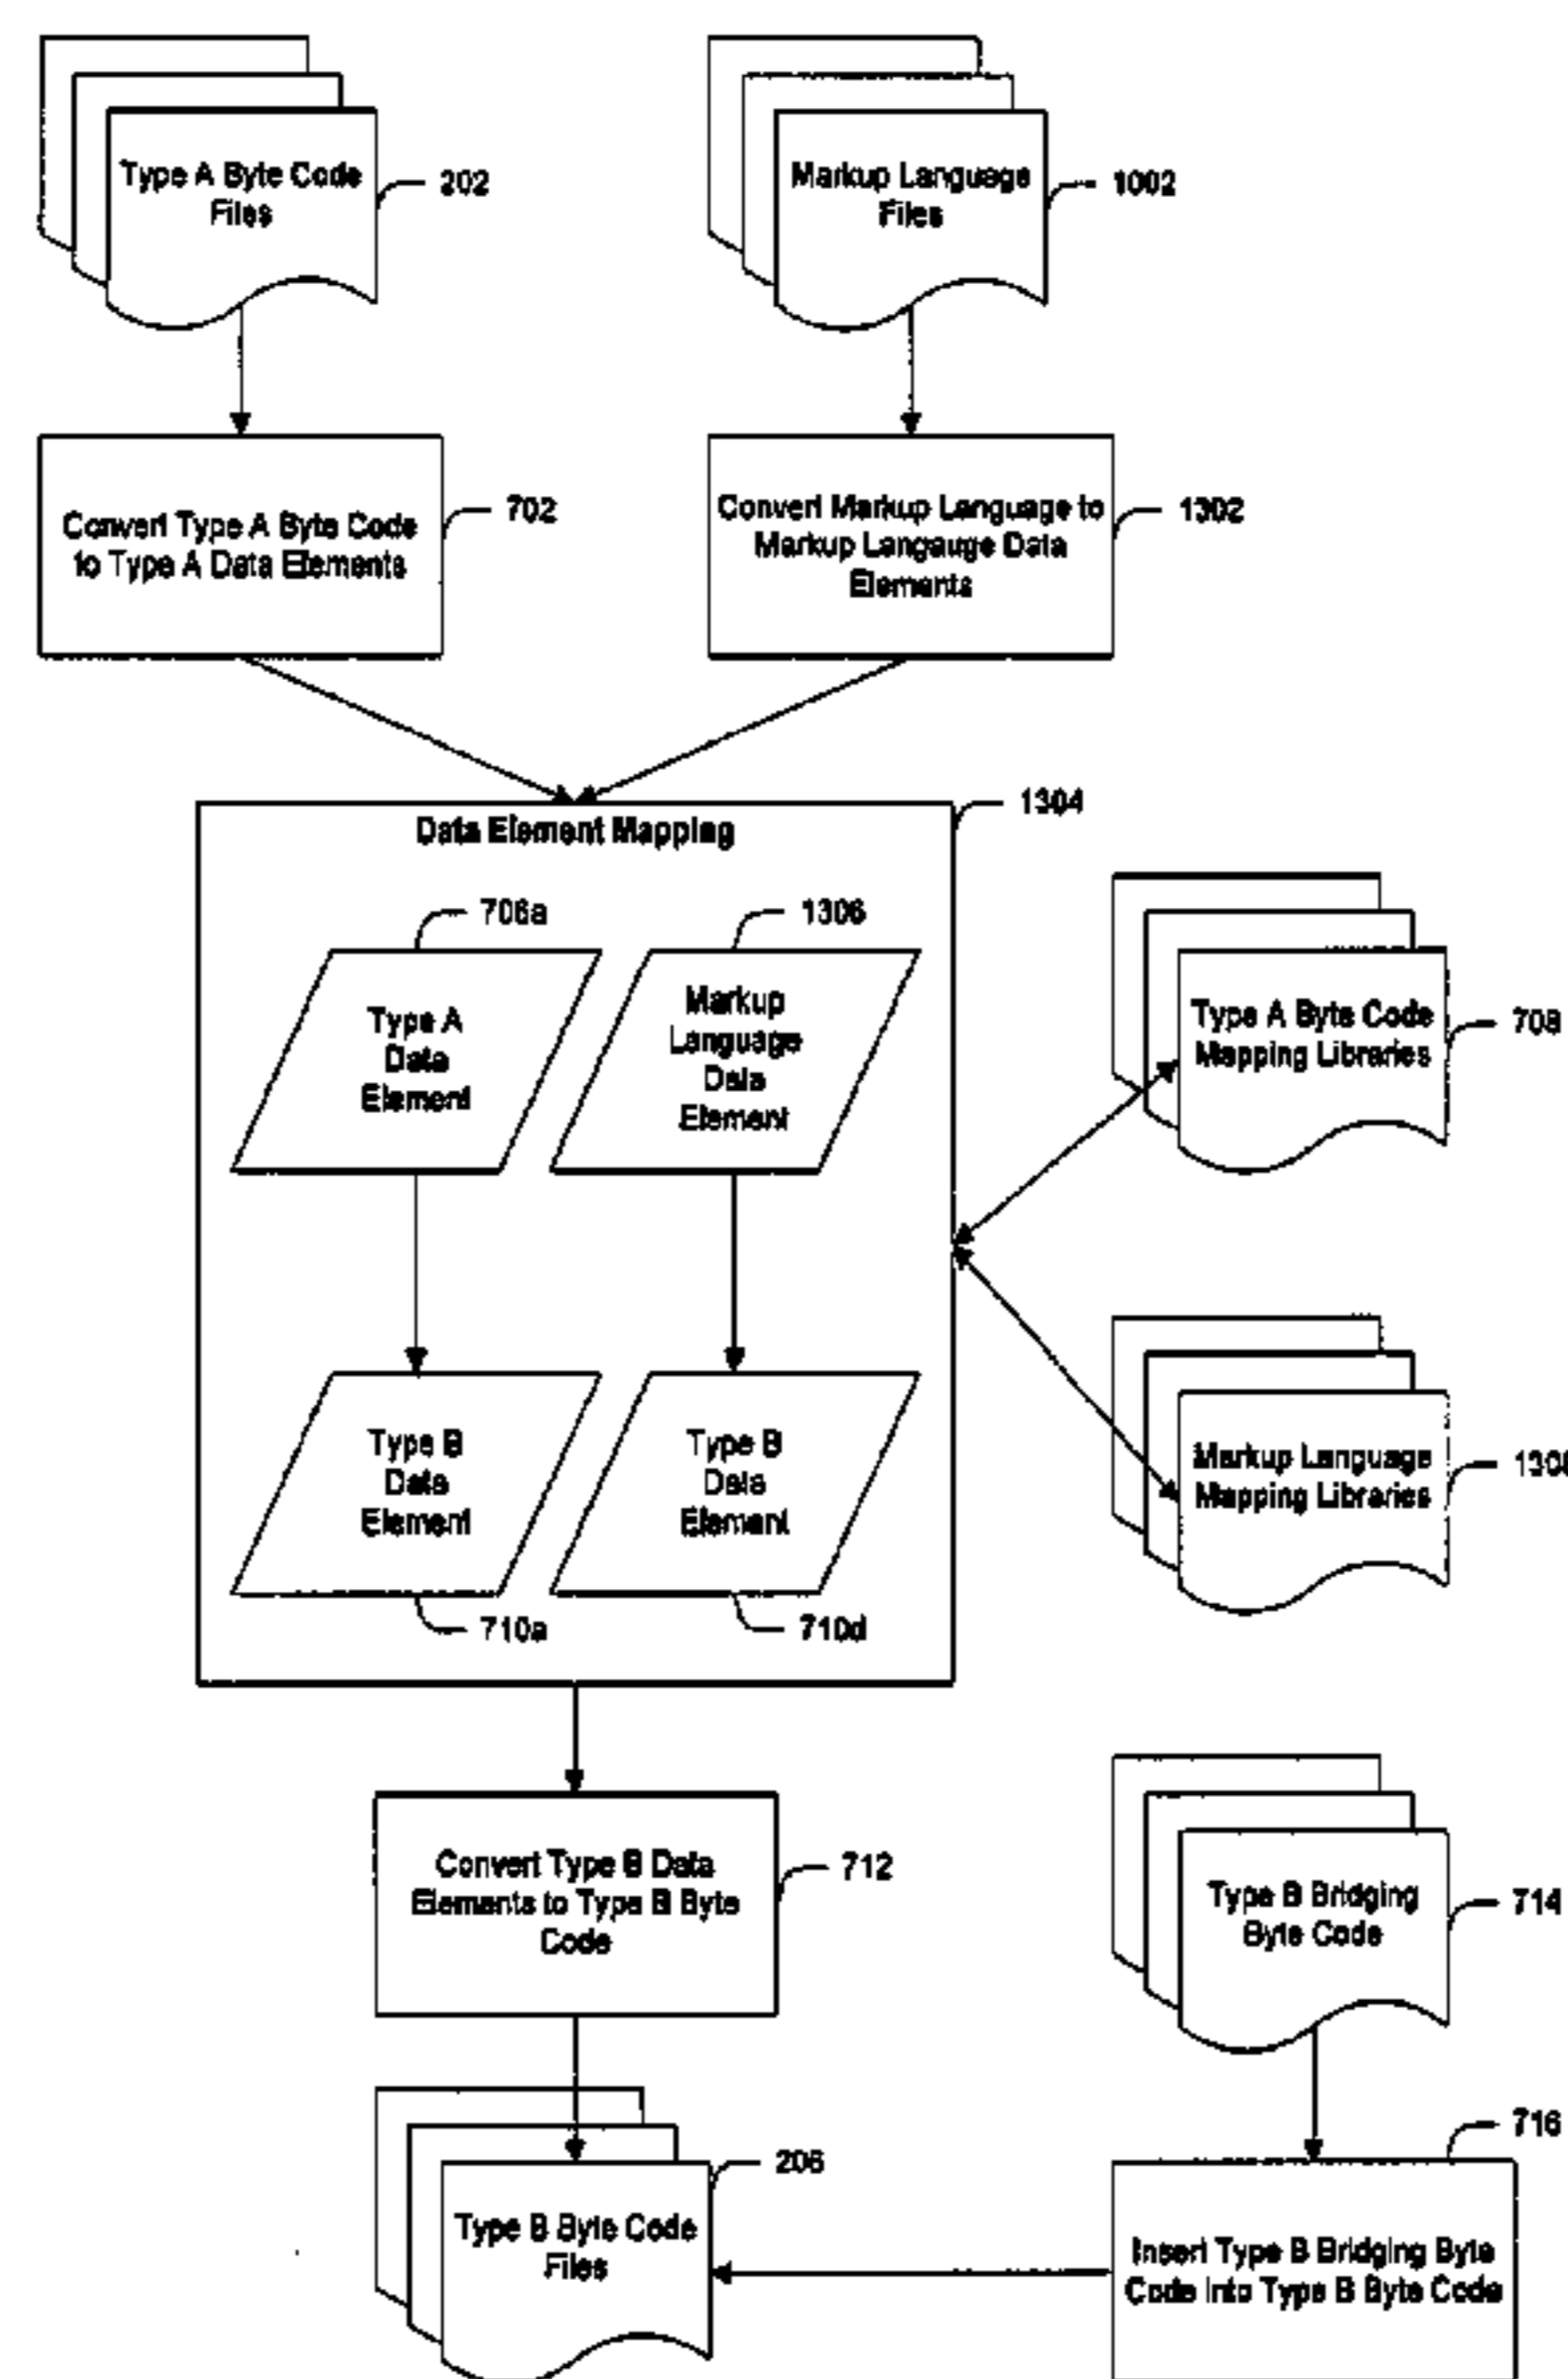 Type A Byte Code
Files
202
Markup Language
Files
1002
Convert Type A Byte Code
to Type A Data Elements
702
Convert Markup Language to
Markup Langauge Data
Elements
1302
Data Element Mapping
1304
706a
1306
Type A
Data
Element
Markup
Language
Data
Element
Type A Byte Code
Mapping Libraries
708
Type B
Data
Element
Type B
Data
Element
Markup Language
Mapping Libraries
710a
710d
Convert Type B Data
Elements to Type B Byte
Code
712
Type B Bridging
Byte Code
714
716
206
Type B Byte Code
Files
Insert Type B Bridging Byte
Code Into Type B Byte Code